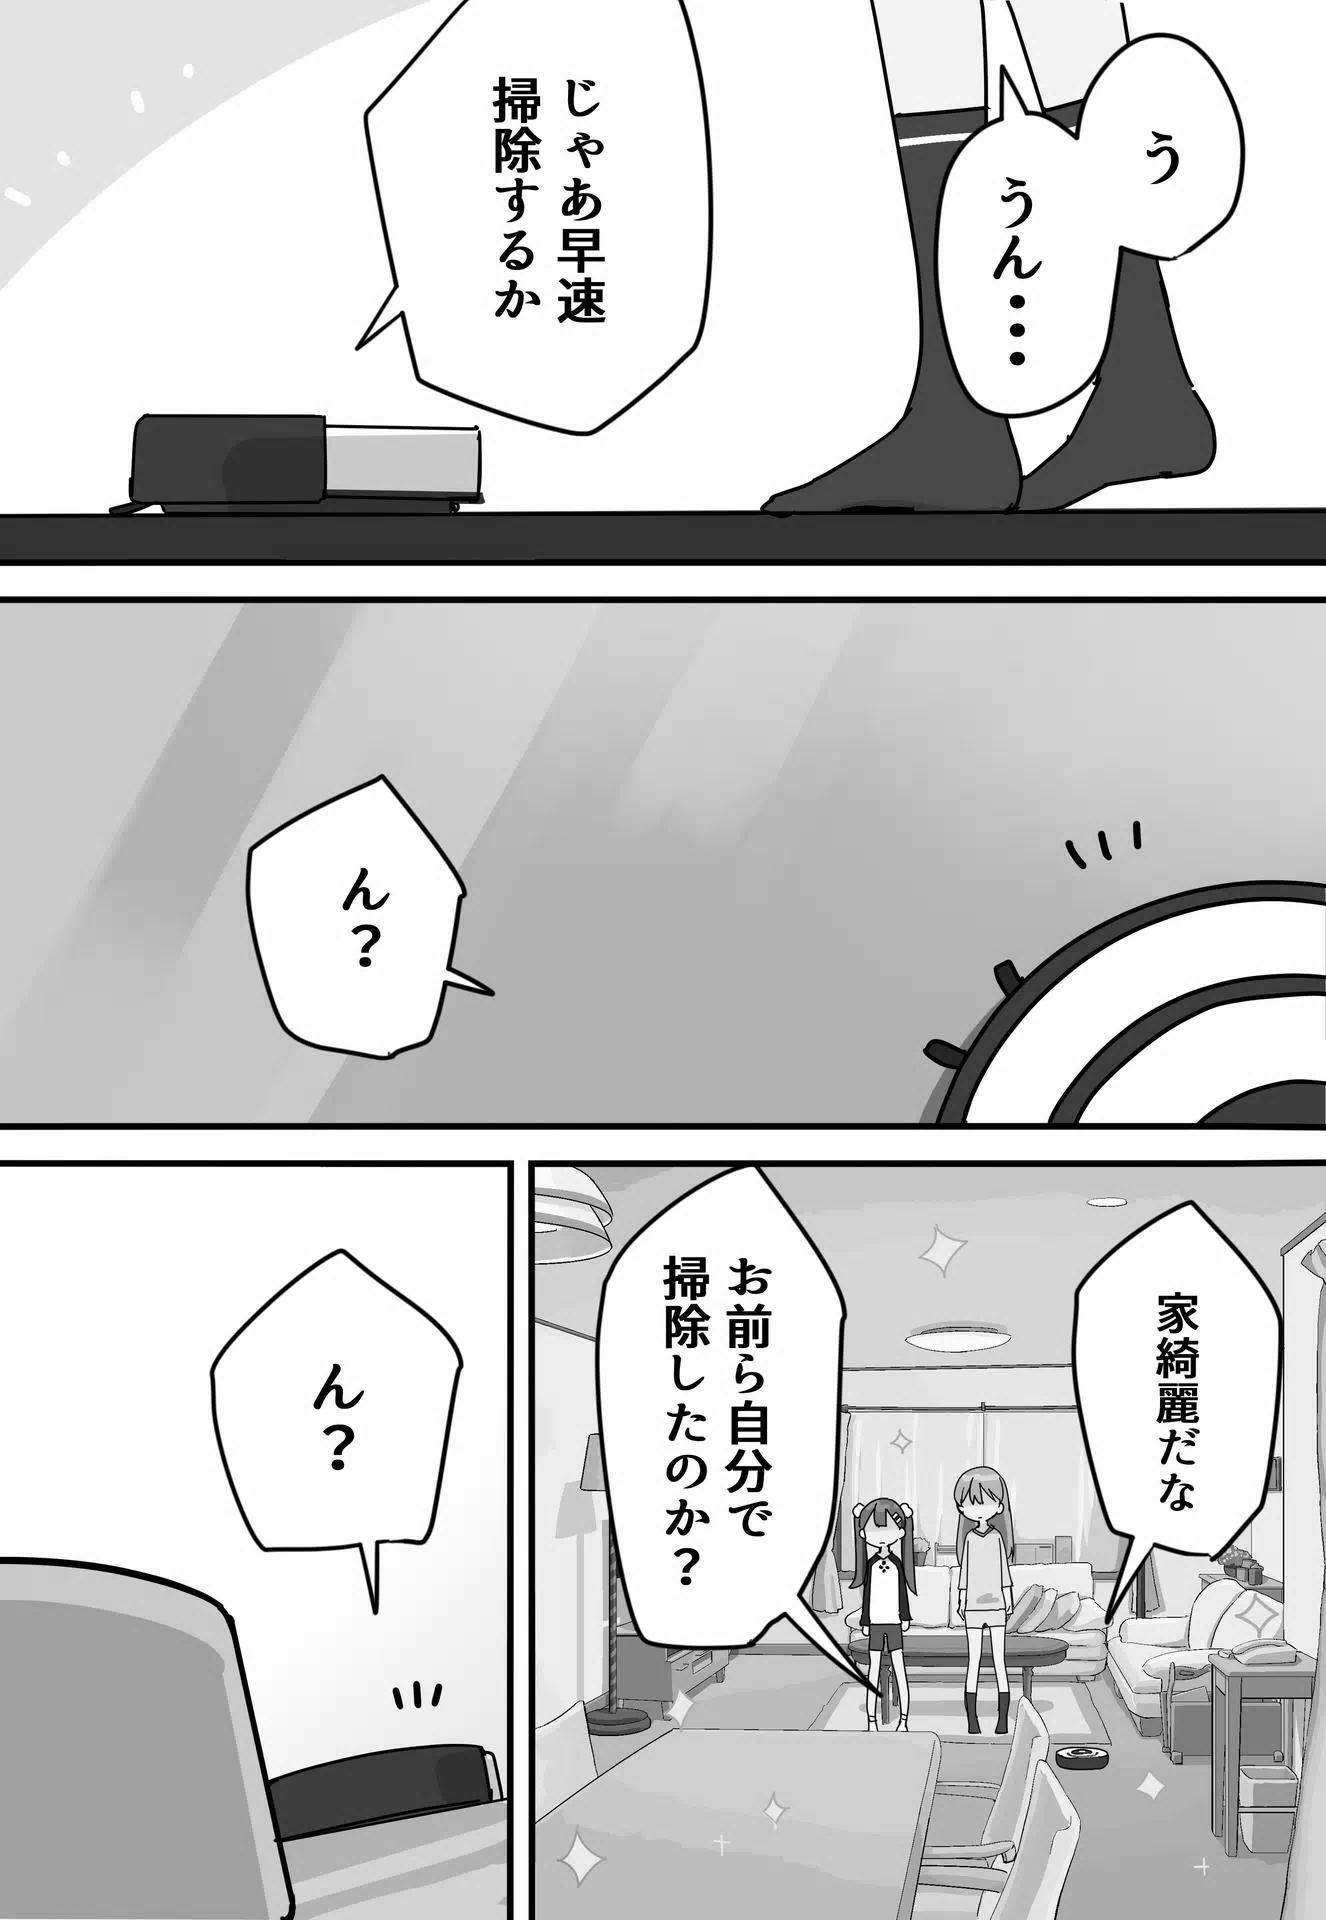 う
うん・・・
じゃあ早速
掃除するか
ん？
家綺麗だな
お前ら自分で
掃除したのか？
ん？